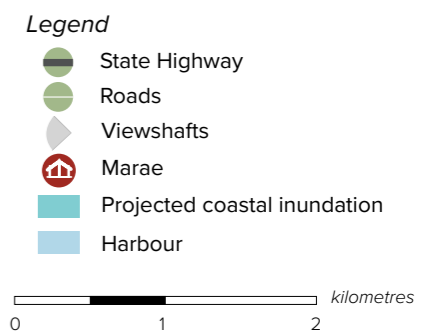 Legend
State Highway
Roads
Viewshafts
Marae
Projected coastal inundation
Harbour
kilometres
0 1 2